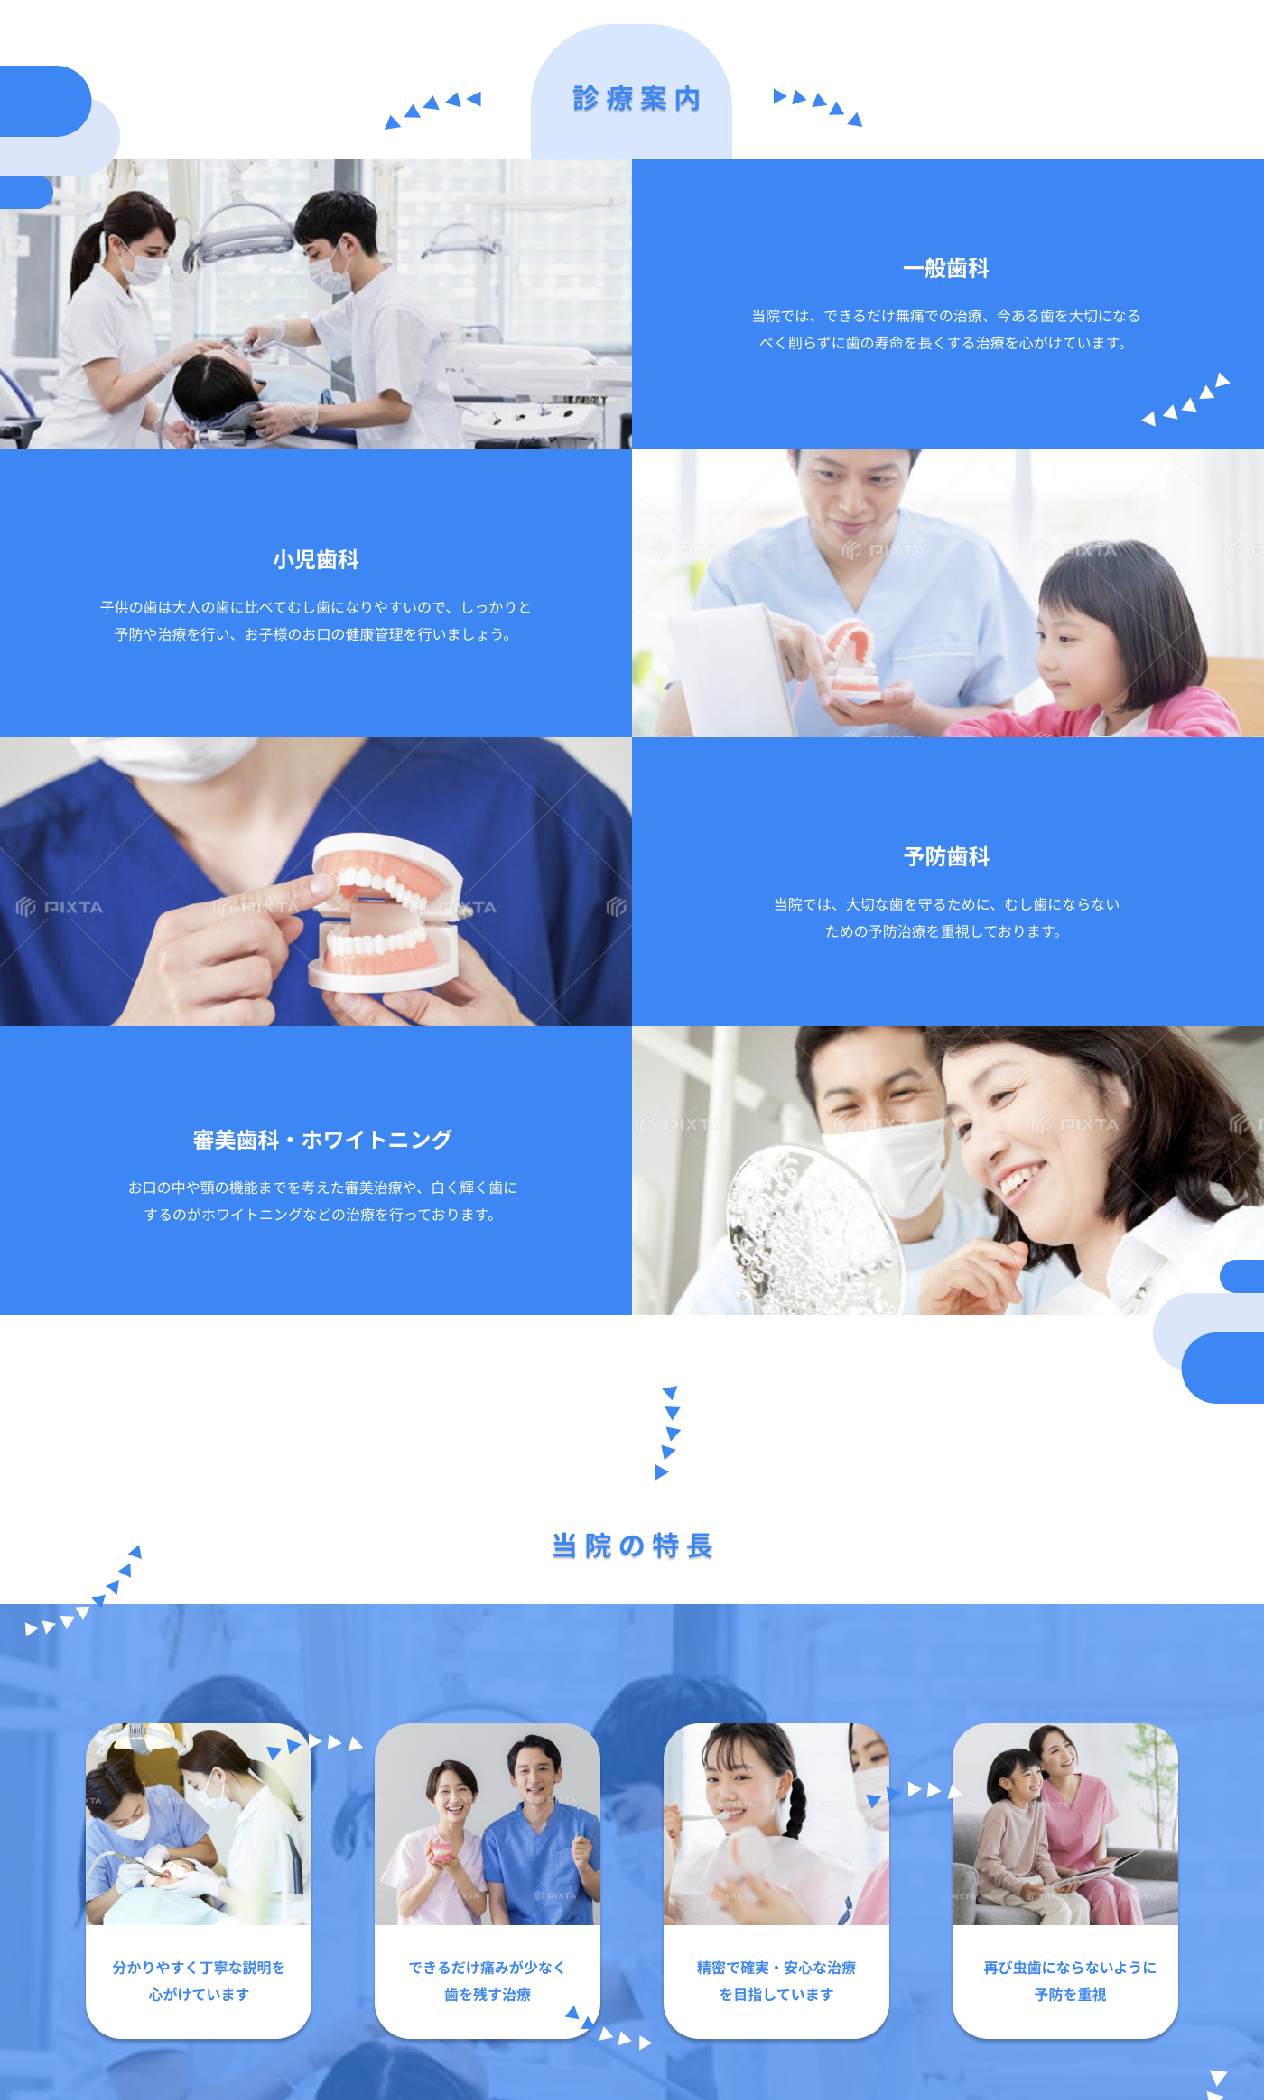 診療案内
一般歯科
当院では、できるだけ無痛での治療、今ある歯を大切になる
べく削らずに歯の寿命を長くする治療を心がけています。
小児歯科
子供の歯は大人の歯に比べてむし歯になりやすいので、しっかりと
予防や治療を行い、お子様のお口の健康管理を行いましょう。
PIXTA PIXTA PIXTA
PIXTA PIXTA PIXTA
予防歯科
当院では、大切な歯を守るために、むし歯にならない
ための予防治療を重視しております。
審美歯科・ホワイトニング
お口の中や顎の機能までを考えた審美治療や、白く輝く歯に
するのがホワイトニングなどの治療を行っております。
PIXTA PIXTA PIXTA
当院の特長
分かりやすく丁寧な説明を
心がけています
できるだけ痛みが少なく
歯を残す治療
精密で確実・安心な治療
を目指しています
再び虫歯にならないように
予防を重視